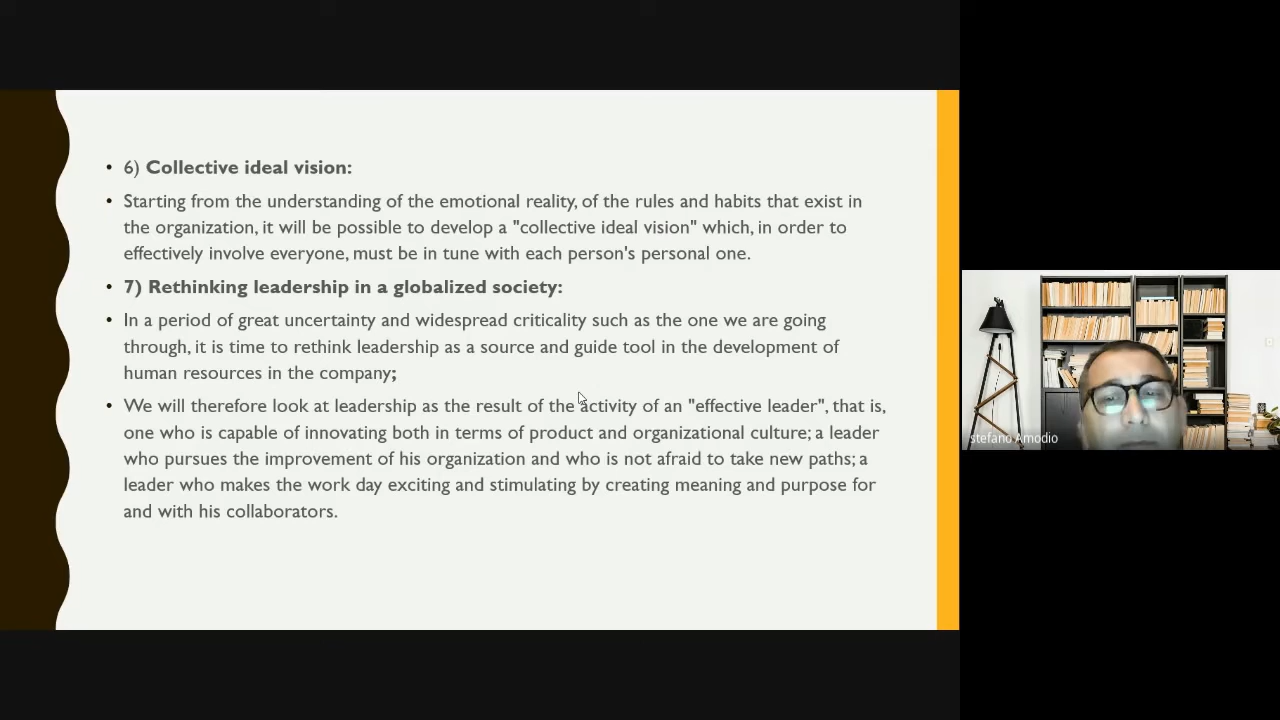 • 6) Collective ideal vision:
• Starting from the understanding of the emotional reality, of the rules and habits that exist in
the organization, it will be possible to develop a "collective ideal vision" which, in order to
effectively involve everyone, must be in tune with each person's personal one.
• 7) Rethinking leadership in a globalized society:
• In a period of great uncertainty and widespread criticality such as the one we are going
through, it is time to rethink leadership as a source and guide tool in the development of
human resources in the company;
• We will therefore look at leadership as the result of the activity of an "effective leader", that is,
one who is capable of innovating both in terms of product and organizational culture; a leader
who pursues the improvement of his organization and who is not afraid to take new paths; a
leader who makes the work day exciting and stimulating by creating meaning and purpose for
and with his collaborators.
stefano Amodio